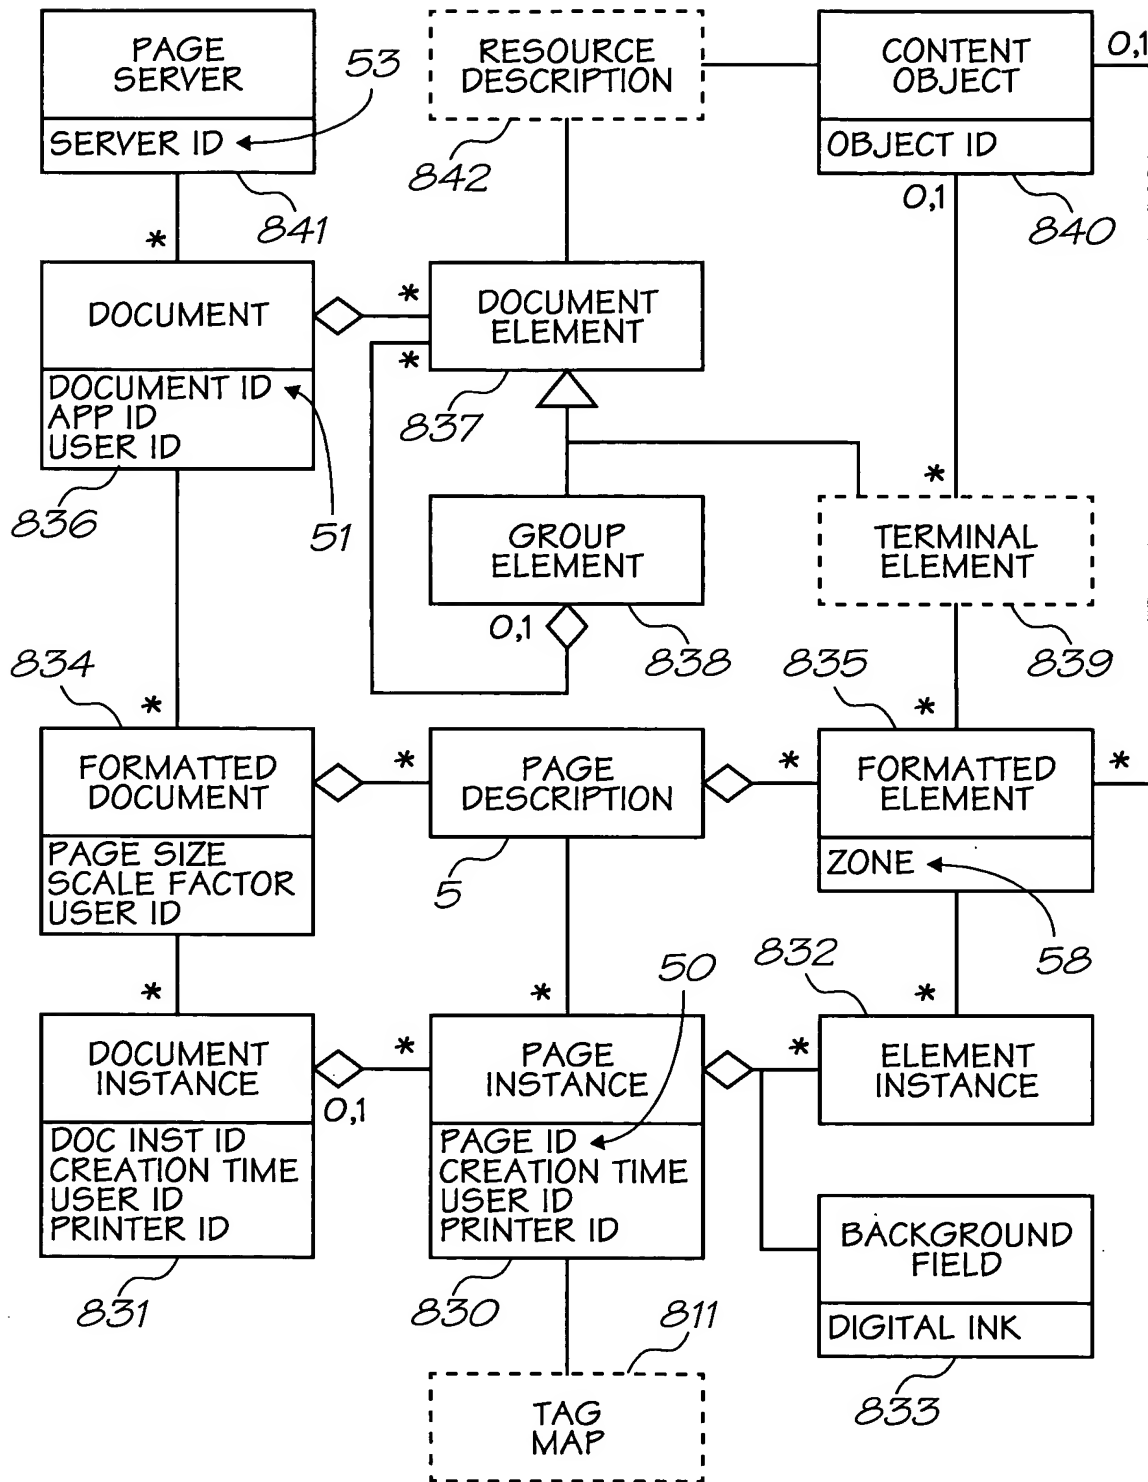 PAGE
SERVER
SERVER ID
53
841
*
RESOURCE
DESCRIPTION
842
CONTENT
OBJECT
OBJECT ID
0,1
0,1
840
DOCUMENT
DOCUMENT ID
APP ID
USER ID
836
51
*
*
DOCUMENT
ELEMENT
837
GROUP
ELEMENT
0,1
838
*
TERMINAL
ELEMENT
839
834
*
FORMATTED
DOCUMENT
PAGE SIZE
SCALE FACTOR
USER ID
*
PAGE
DESCRIPTION
5
835
*
*
FORMATTED
ELEMENT
*
ZONE
58
*
DOCUMENT
INSTANCE
0,1
DOC INST ID
CREATION TIME
USER ID
PRINTER ID
831
*
50
*
PAGE
INSTANCE
PAGE ID
CREATION TIME
USER ID
PRINTER ID
830
832
*
*
ELEMENT
INSTANCE
BACKGROUND
FIELD
DIGITAL INK
833
811
TAG
MAP